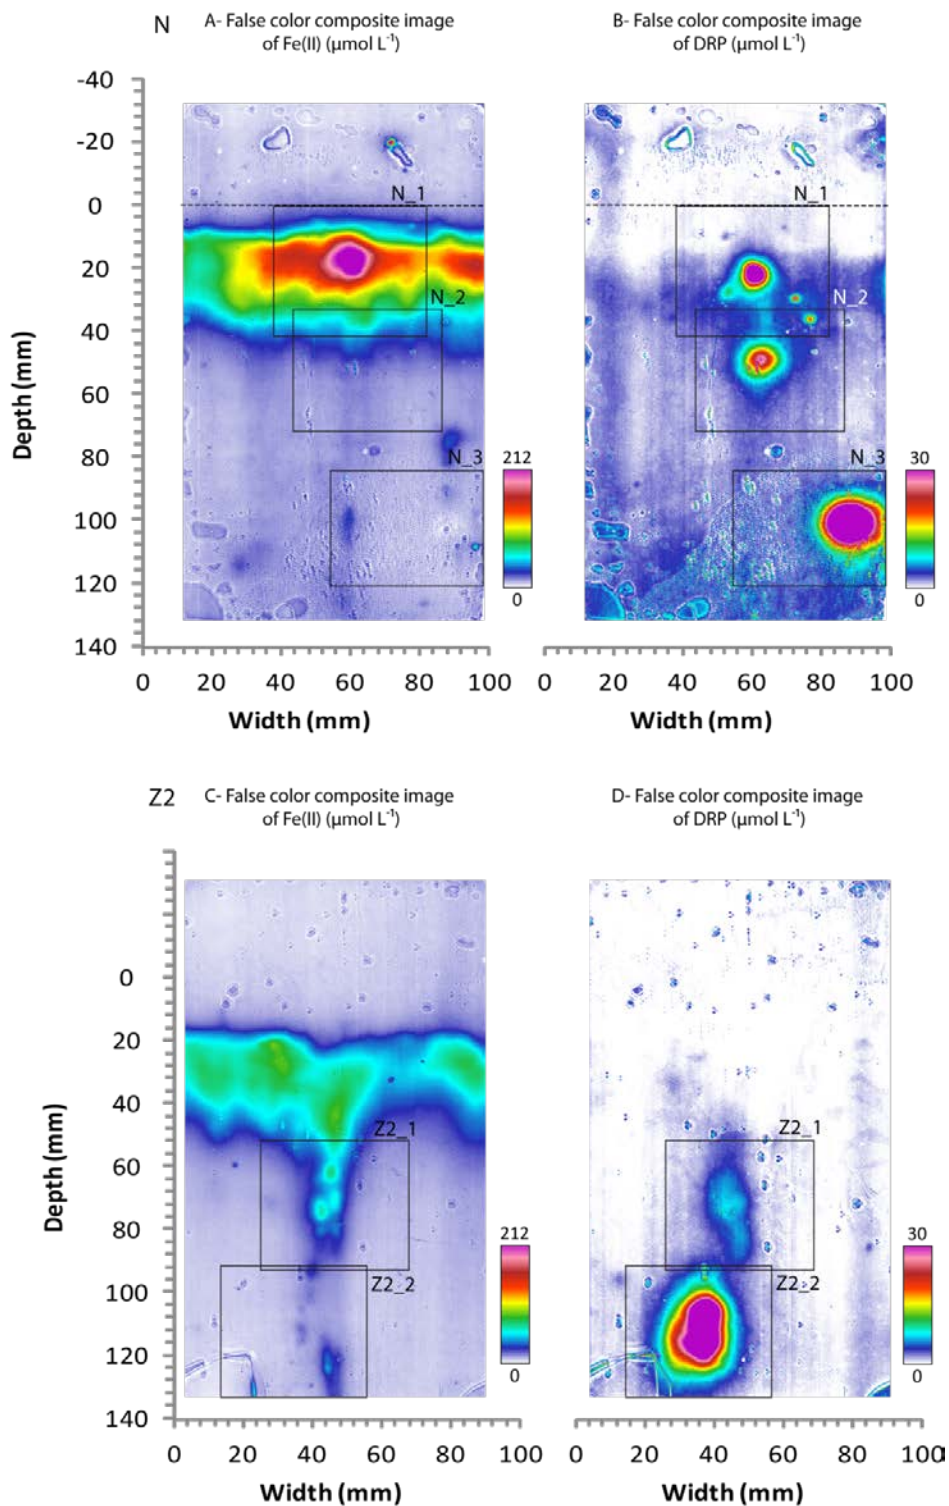 N
A- False color composite image
of Fe(II) (µmol L⁻¹)
B- False color composite image
of DRP (µmol L⁻¹)
-40
-20
0
20
40
60
80
100
120
140
Depth (mm)
N_1
N_2
N_3
212
0
N_1
N_2
N_3
30
0
0 20 40 60 80 100
0 20 40 60 80 100
Width (mm)
Width (mm)
Z2
C- False color composite image
of Fe(II) (µmol L⁻¹)
D- False color composite image
of DRP (µmol L⁻¹)
0
20
40
60
80
100
120
140
Depth (mm)
Z2_1
Z2_2
212
0
Z2_1
Z2_2
30
0
0 20 40 60 80 100
0 20 40 60 80 100
Width (mm)
Width (mm)